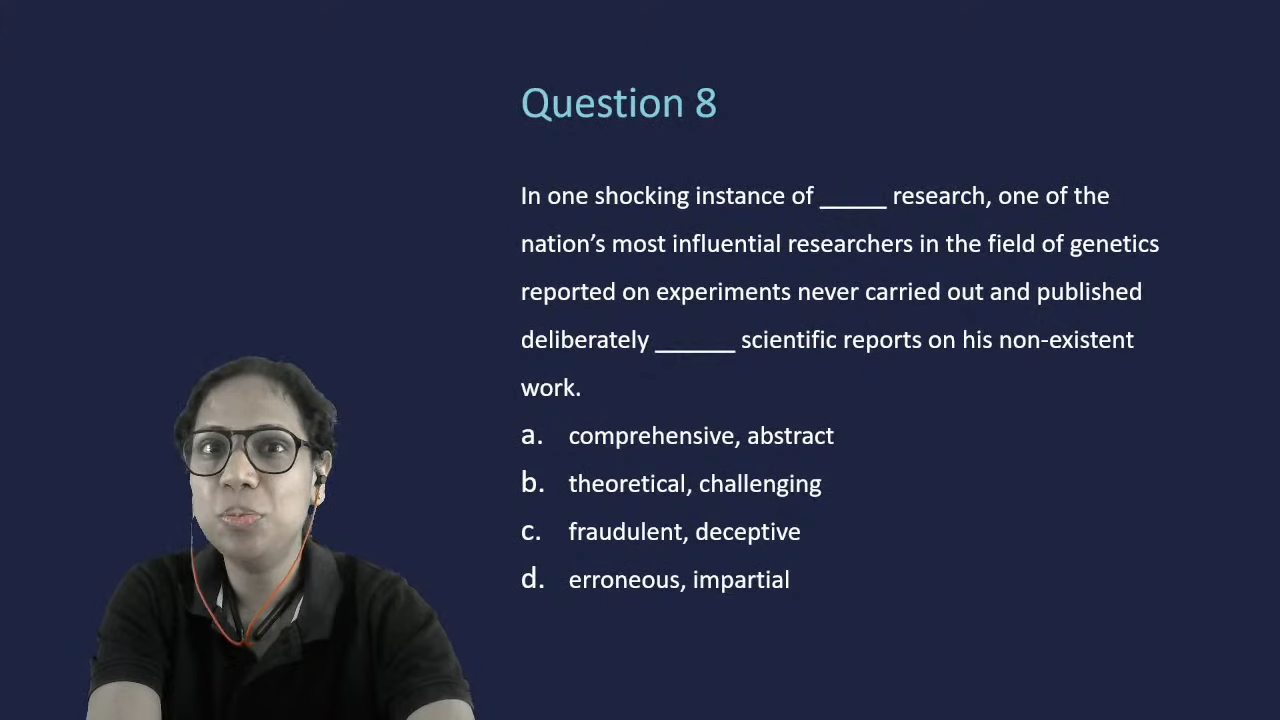 Question 8
In one shocking instance of _____ research, one of the
nation’s most influential researchers in the field of genetics
reported on experiments never carried out and published
deliberately ______ scientific reports on his non-existent
work.
a. comprehensive, abstract
b. theoretical, challenging
c. fraudulent, deceptive
d. erroneous, impartial